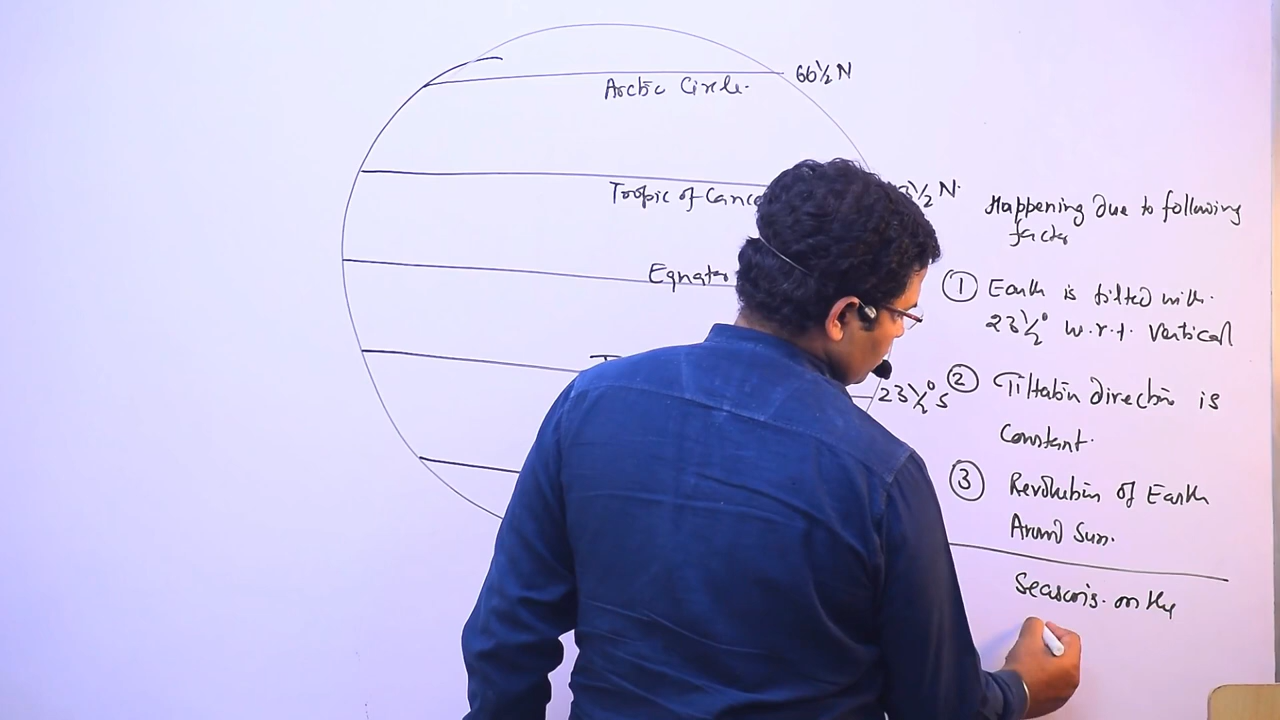 Arctic Circle.
66½ N
Tropic of Cance
3½ N.
Equator
23½° S
Happening due to following
factor
① Earth is tilted with.
23½° w.r.t. vertical
② Tiltation direction is
Constant.
③ Revolution of Earth
Around Sun.
Seasons. on the